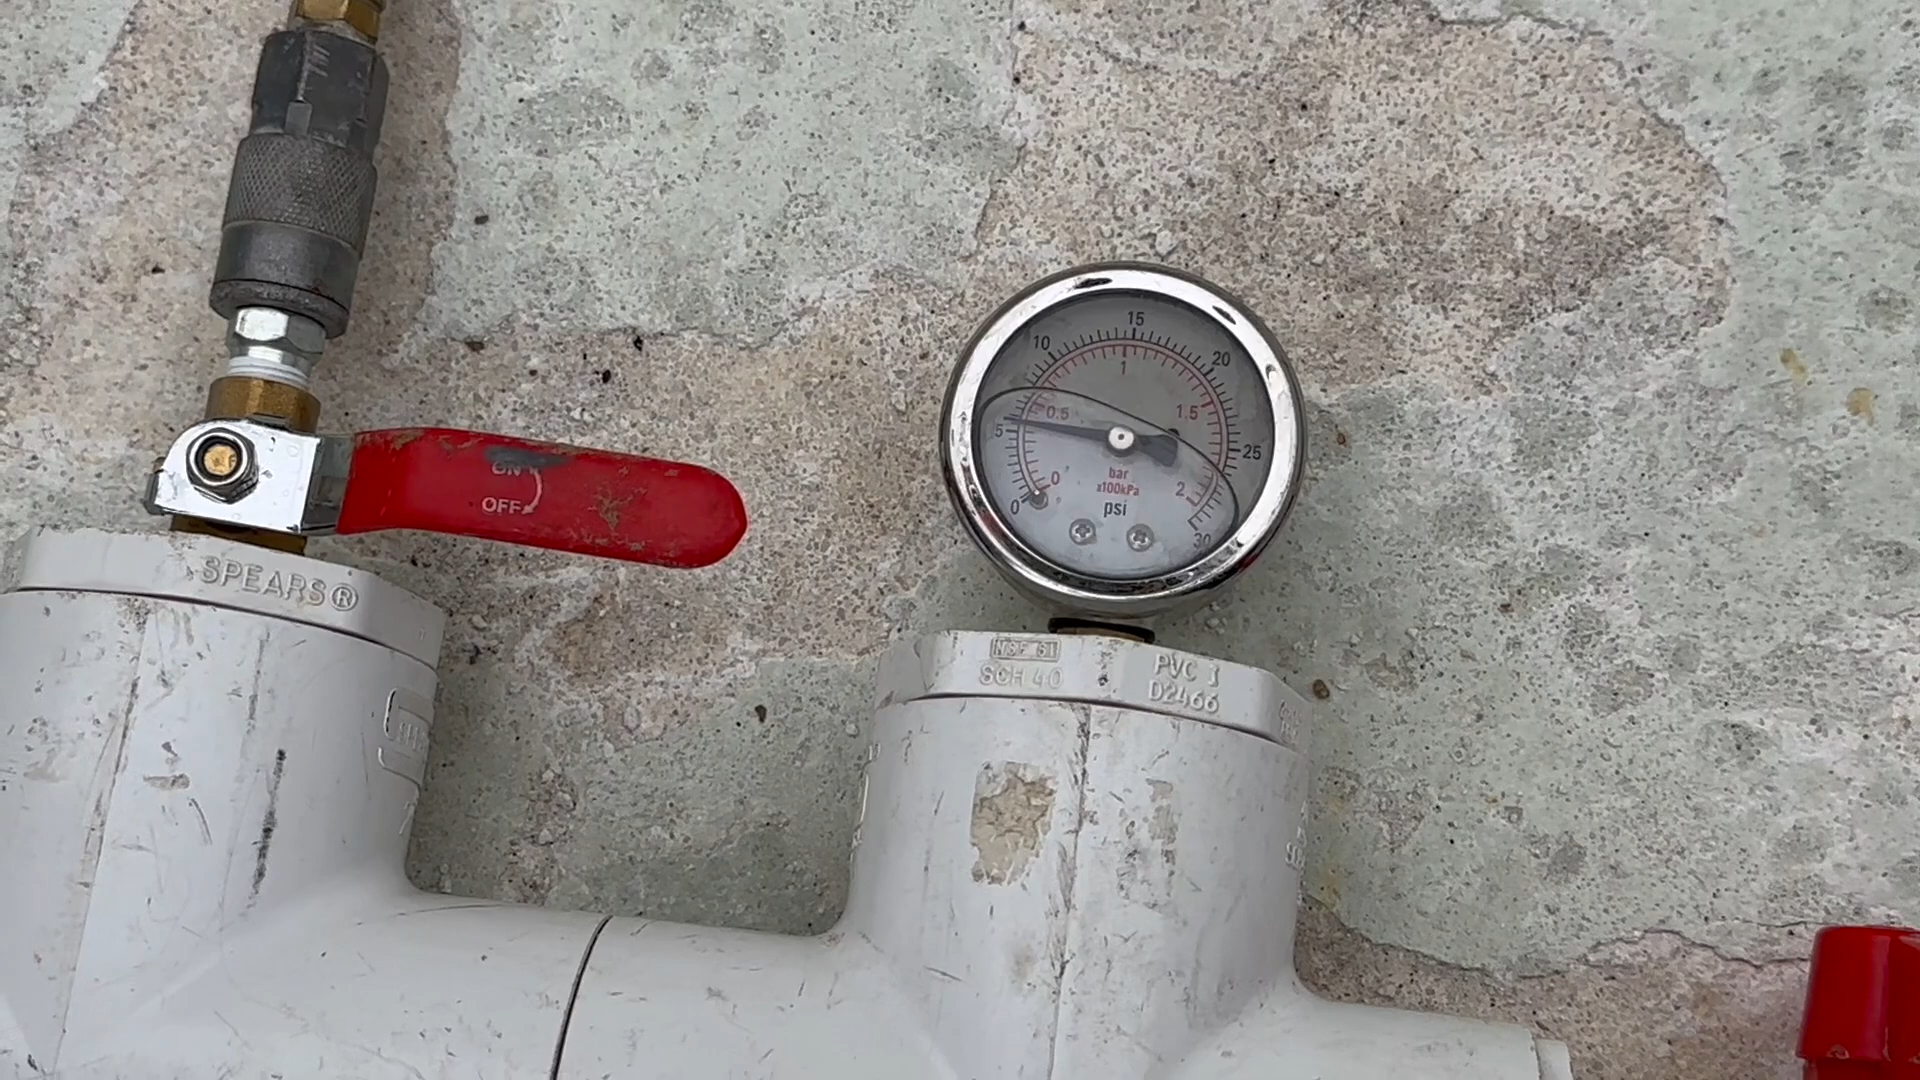 ON
OFF
SPEARS®
15
10
20
1
0.5
1.5
5
25
bar
0
x100kPa
2
0
psi
30
NSF 61
SCH 40
PVC 1
D2466